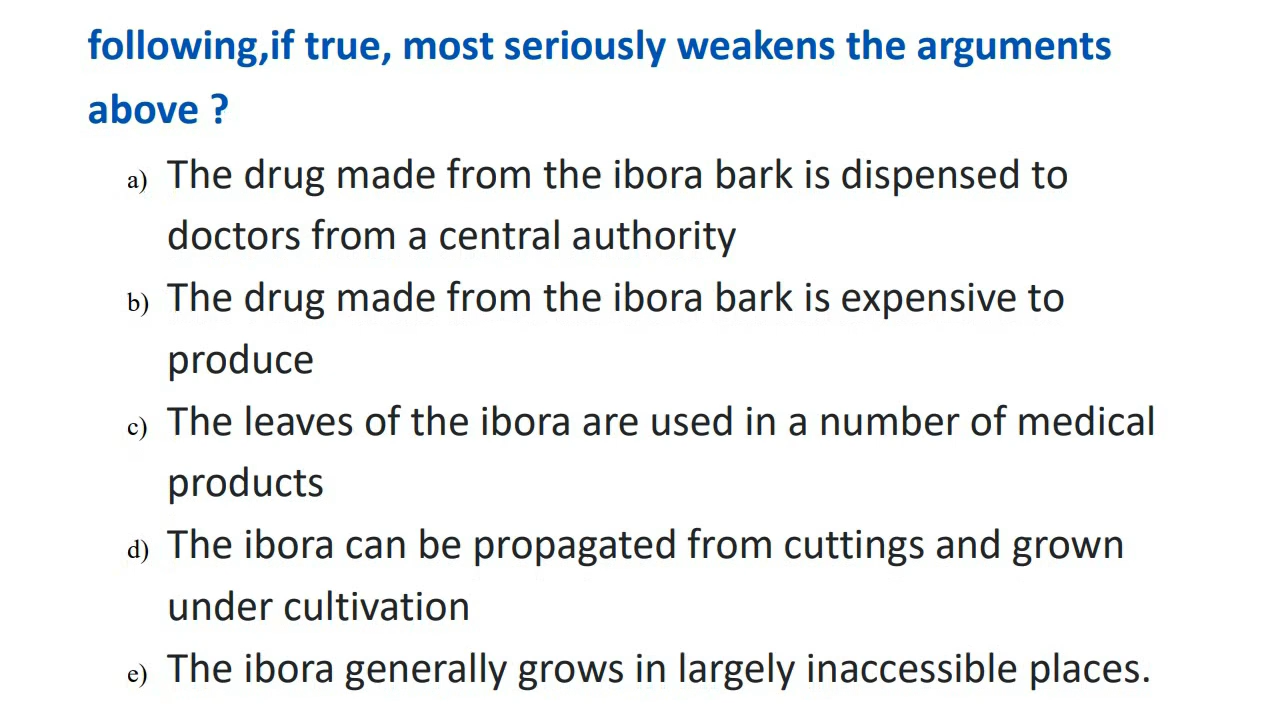 following,if true, most seriously weakens the arguments
above ?
a) The drug made from the ibora bark is dispensed to
doctors from a central authority
b) The drug made from the ibora bark is expensive to
produce
c) The leaves of the ibora are used in a number of medical
products
d) The ibora can be propagated from cuttings and grown
under cultivation
e) The ibora generally grows in largely inaccessible places.